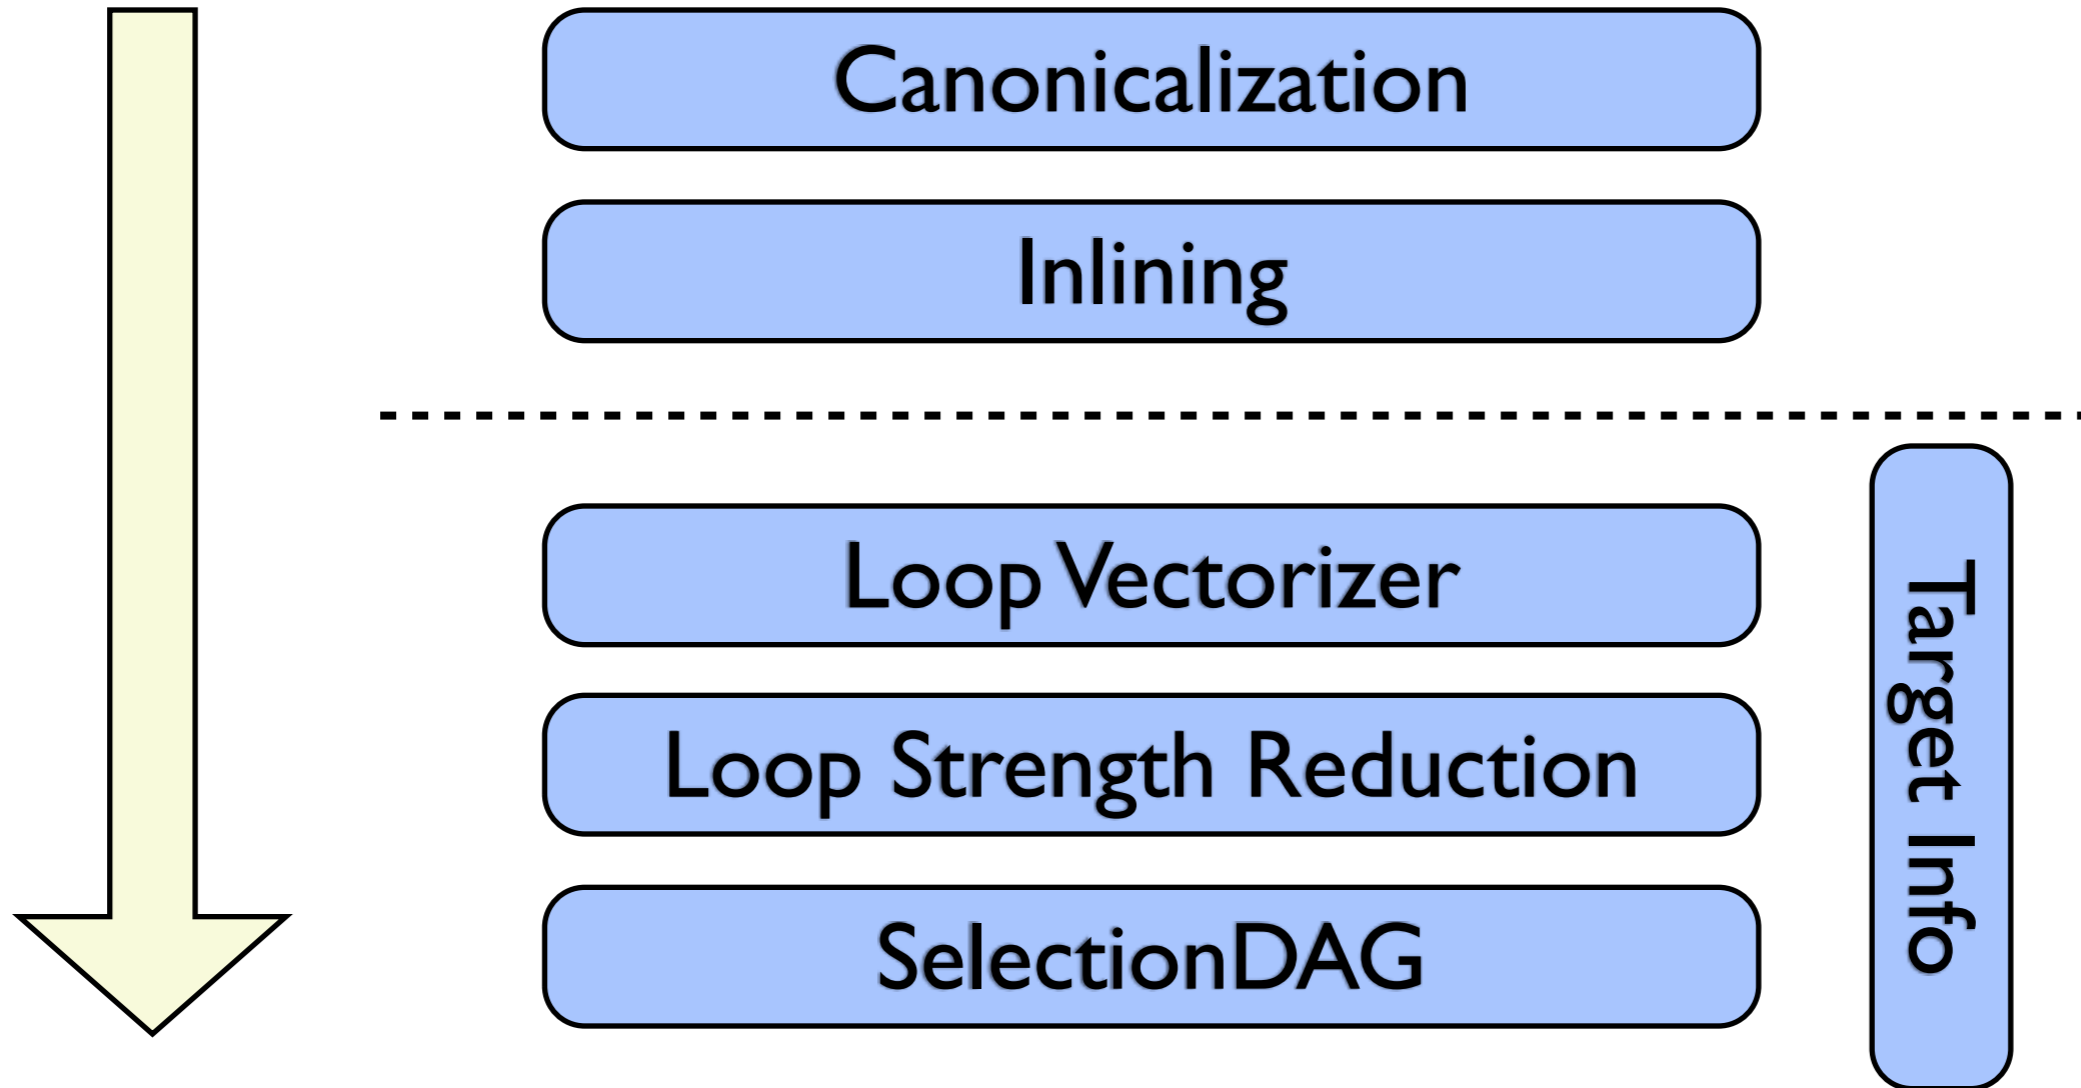 Canonicalization
Inlining
Loop Vectorizer
Loop Strength Reduction
SelectionDAG
Target Info